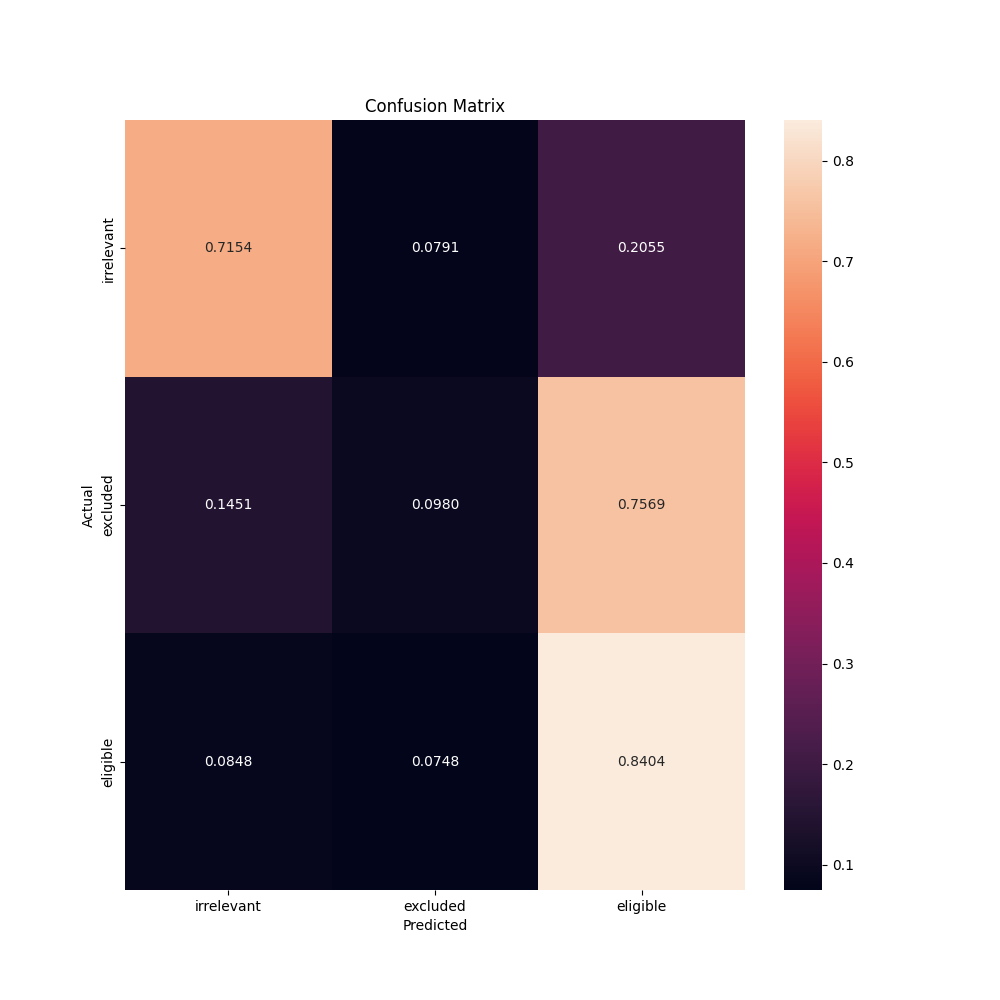 Confusion Matrix
irrelevant
0.7154 0.0791 0.2055
Actual
excluded
0.1451 0.0980 0.7569
eligible
0.0848 0.0748 0.8404
irrelevant excluded eligible
Predicted
0.8
0.7
0.6
0.5
0.4
0.3
0.2
0.1